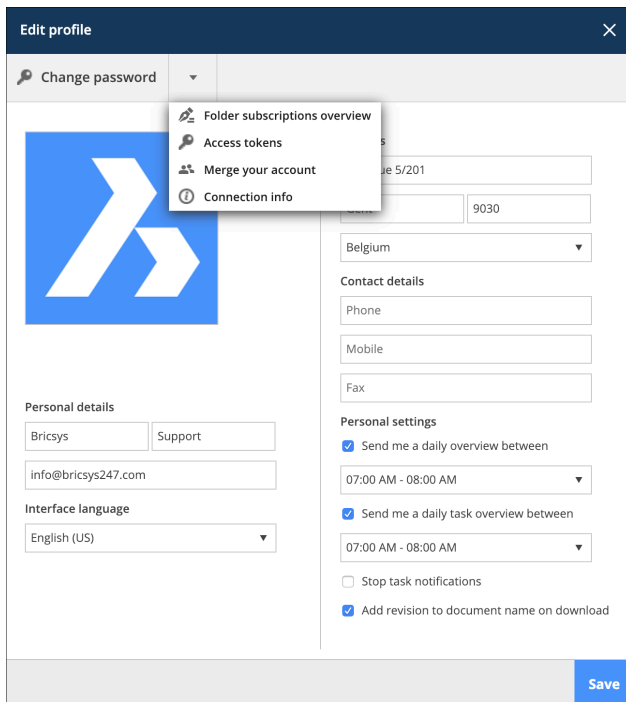 Edit profile
Change password
Folder subscriptions overview
Access tokens
Merge your account
Connection info
5/201
9030
Belgium
Contact details
Phone
Mobile
Fax
Personal details
Bricsys Support
info@bricsys247.com
Interface language
English (US)
Personal settings
Send me a daily overview between
07:00 AM - 08:00 AM
Send me a daily task overview between
07:00 AM - 08:00 AM
Stop task notifications
Add revision to document name on download
Save